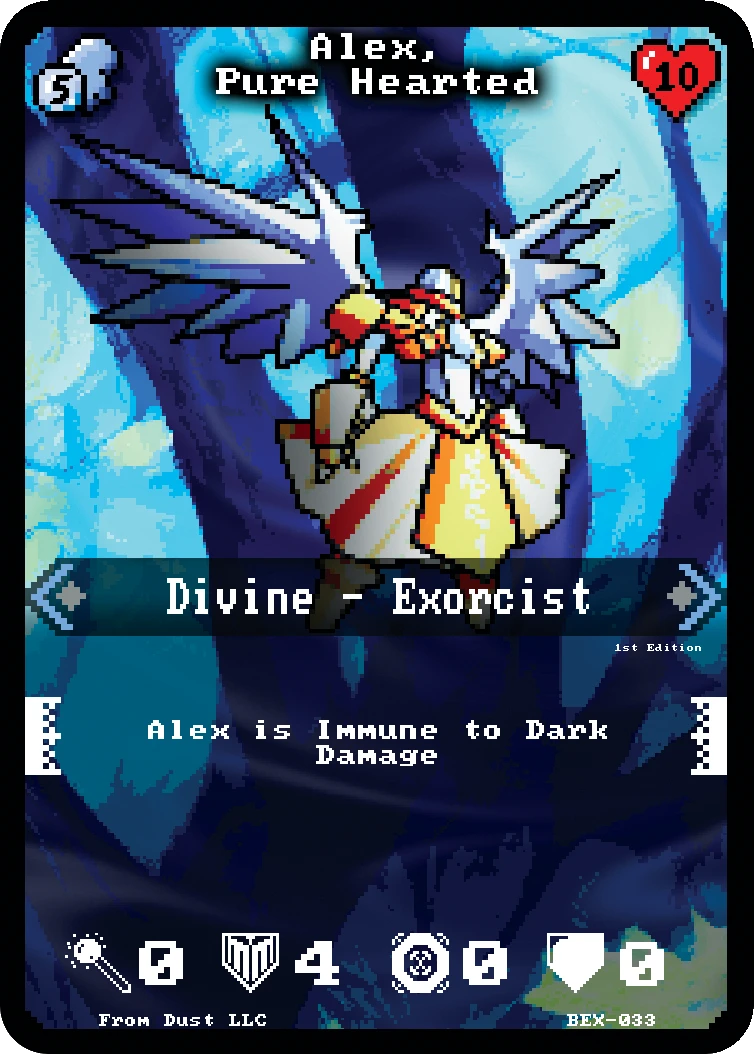 Alex,
Pure Hearted
5
10
Divine - Exorcist
1st Edition
Alex is Immune to Dark
Damage
0 4 0 0
From Dust LLC BEX-033